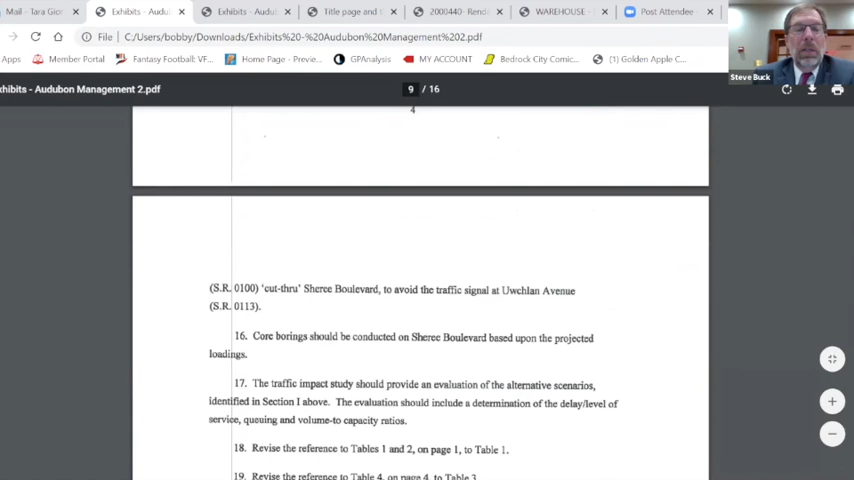 Mail - Tara Gion
Exhibits - Audub
Exhibits - Audub
Title page and t
2000440- Rende
WAREHOUSE -
Post Attendee -
File
C:/Users/bobby/Downloads/Exhibits%20-%20Audubon%20Management%202.pdf
Apps
Member Portal
Fantasy Football: VF...
Home Page - Previe...
GPAnalysis
MY ACCOUNT
Bedrock City Comic...
(1) Golden Apple C...
Steve Buck
xhibits - Audubon Management 2.pdf
9 / 16
4
(S.R. 0100) 'cut-thru' Sheree Boulevard, to avoid the traffic signal at Uwchlan Avenue
(S.R. 0113).
16. Core borings should be conducted on Sheree Boulevard based upon the projected
loadings.
17. The traffic impact study should provide an evaluation of the alternative scenarios,
identified in Section I above. The evaluation should include a determination of the delay/level of
service, queuing and volume-to capacity ratios.
18. Revise the reference to Tables 1 and 2, on page 1, to Table 1.
19. Revise the reference to Table 4, on page 4, to Table 3.